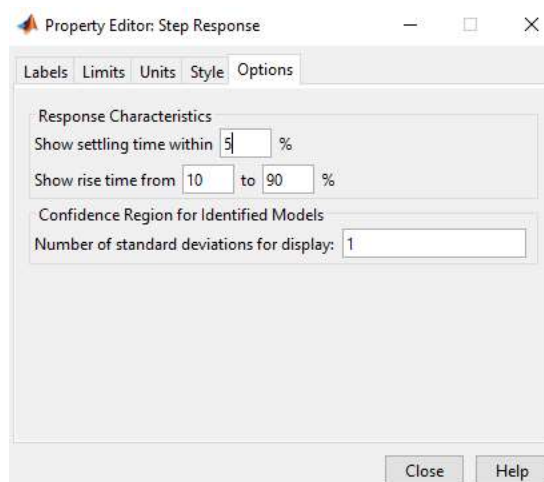 Property Editor: Step Response
Labels Limits Units Style Options
Response Characteristics
Show settling time within 5 %
Show rise time from 10 to 90 %
Confidence Region for Identified Models
Number of standard deviations for display: 1
Close Help